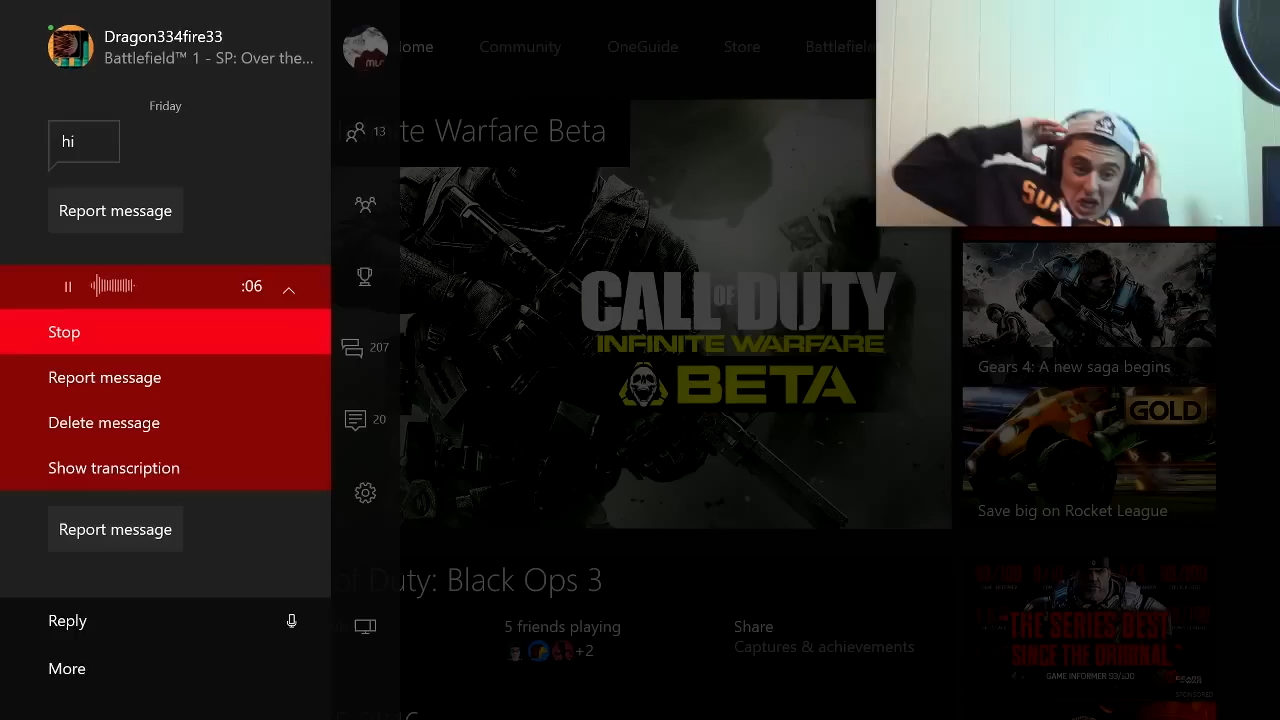 Dragon334fire33
Battlefield™ 1 - SP: Over the...
Friday
hi
Report message
:06
Stop
Report message
Delete message
Show transcription
Report message
Reply
More
13
207
20
ome
Community
OneGuide
Store
Battlefield
te Warfare Beta
CALL OF DUTY
INFINITE WARFARE
BETA
Gears 4: A new saga begins
GOLD
Save big on Rocket League
of Duty: Black Ops 3
5 friends playing
+2
Share
Captures & achievements
"THE SERIES BEST
SINCE THE ORIGINAL."
SPONSORED